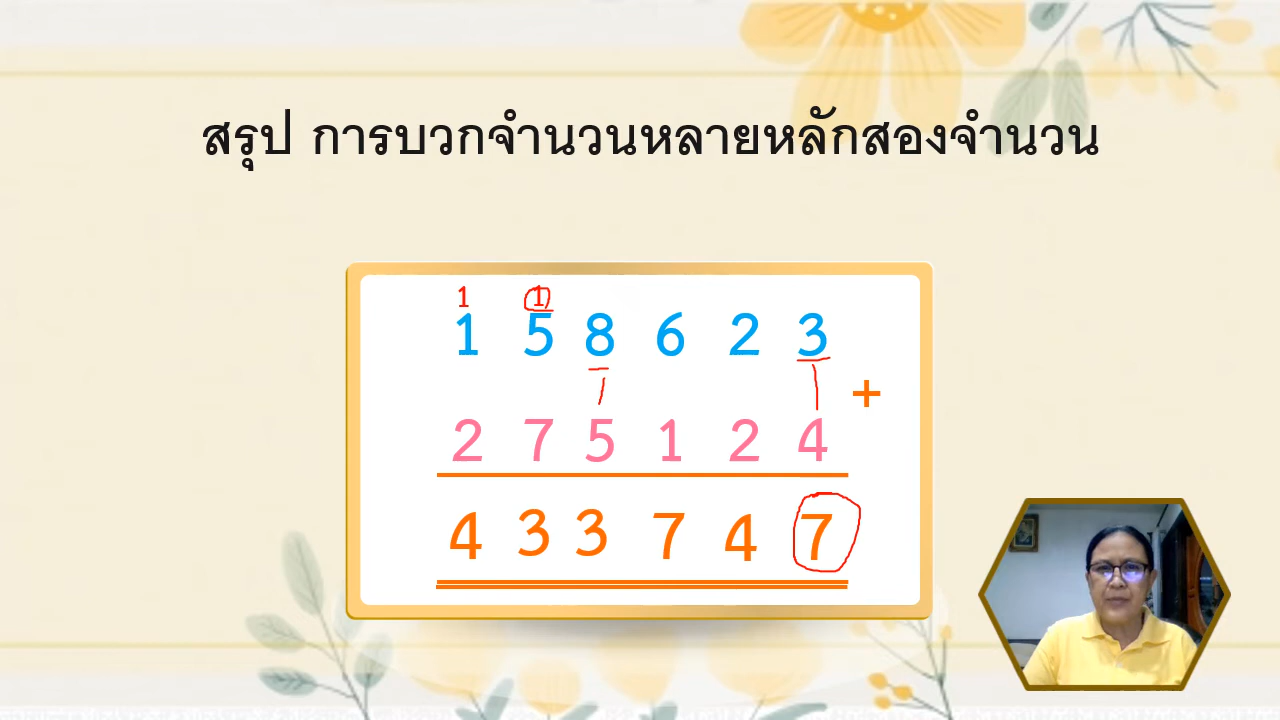 สรุป การบวกจำนวนหลายหลักสองจำนวน
1 1
1 5 8 6 2 3
+
2 7 5 1 2 4
4 3 3 7 4 7